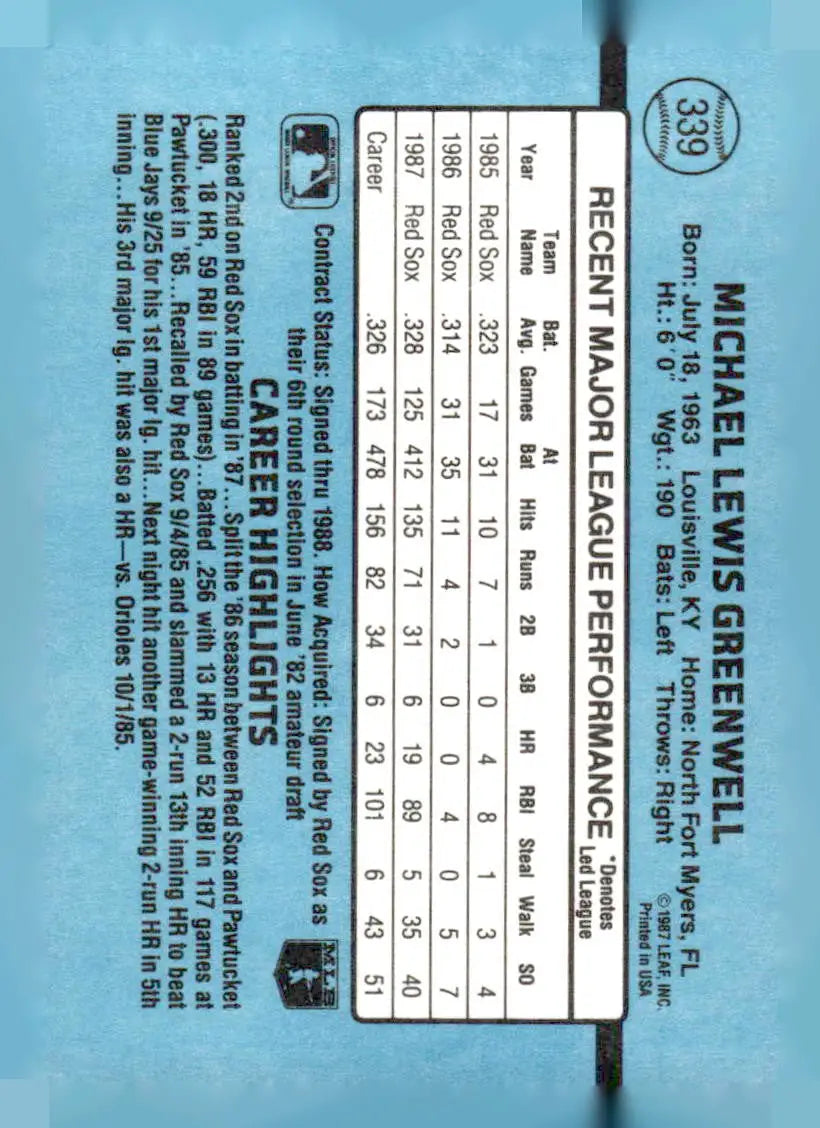 339
MICHAEL LEWIS GREENWELL
Born: July 18, 1963 Louisville, KY Home: North Fort Myers, FL
Ht.: 6'0" Wgt.: 190 Bats: Left Throws: Right
©1987 LEAF, INC.
Printed in USA
RECENT MAJOR LEAGUE PERFORMANCE *Denotes Led League
Year Team Name Bat. Avg. Games At Bat Hits Runs 2B 3B HR RBI Steal Walk SO
1985 Red Sox .323 17 31 10 7 1 0 4 8 1 3 4
1986 Red Sox .314 31 35 11 4 2 0 0 4 0 5 7
1987 Red Sox .328 125 412 135 71 31 6 19 89 5 35 40
Career .326 173 478 156 82 34 6 23 101 6 43 51
Contract Status: Signed thru 1988. How Acquired: Signed by Red Sox as
their 6th round selection in June '82 amateur draft
MLB
CAREER HIGHLIGHTS
Ranked 2nd on Red Sox in batting in '87...Split the '86 season between Red Sox and Pawtucket
(.300, 18 HR, 59 RBI in 89 games)...Batted .256 with 13 HR and 52 RBI in 117 games at
Pawtucket in '85...Recalled by Red Sox 9/4/85 and slammed a 2-run 13th inning HR to beat
Blue Jays 9/25 for his 1st major lg. hit...Next night hit another game-winning 2-run HR in 5th
inning...His 3rd major lg. hit was also a HR—vs. Orioles 10/1/85.